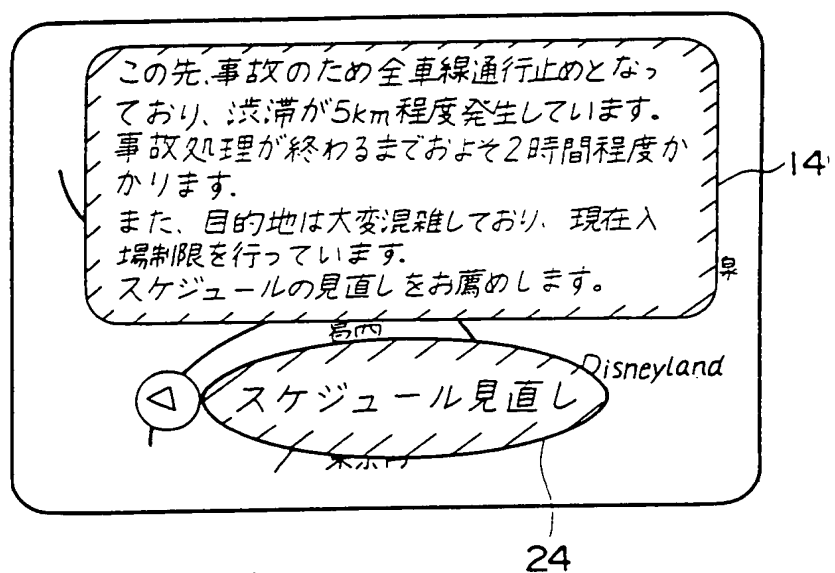 この先、事故のため全車線通行止めとなっ
ており、渋滞が5km程度発生しています。
事故処理が終わるまでおよそ2時間程度か
かります.
また、目的地は大変混雑しており、現在入
場制限を行っています.
スケジュールの見直しをお薦めします。
14'
葛西
Disneyland
スケジュール見直し
24